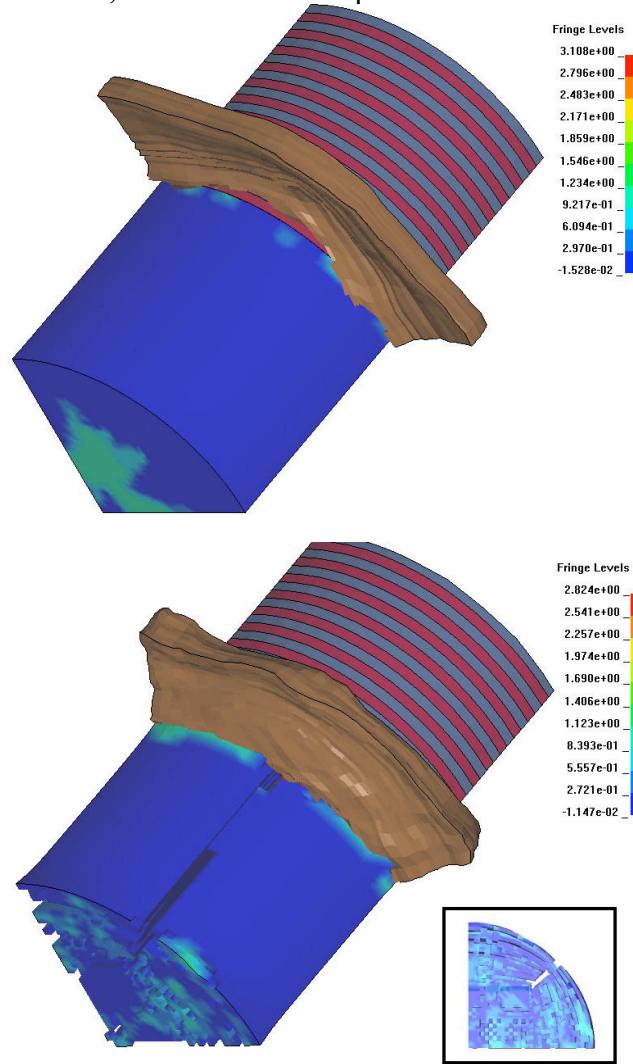 Fringe Levels
3.108e+00
2.796e+00
2.483e+00
2.171e+00
1.859e+00
1.546e+00
1.234e+00
9.217e-01
6.094e-01
2.970e-01
-1.528e-02
Fringe Levels
2.824e+00
2.541e+00
2.257e+00
1.974e+00
1.690e+00
1.406e+00
1.123e+00
8.393e-01
5.557e-01
2.721e-01
-1.147e-02